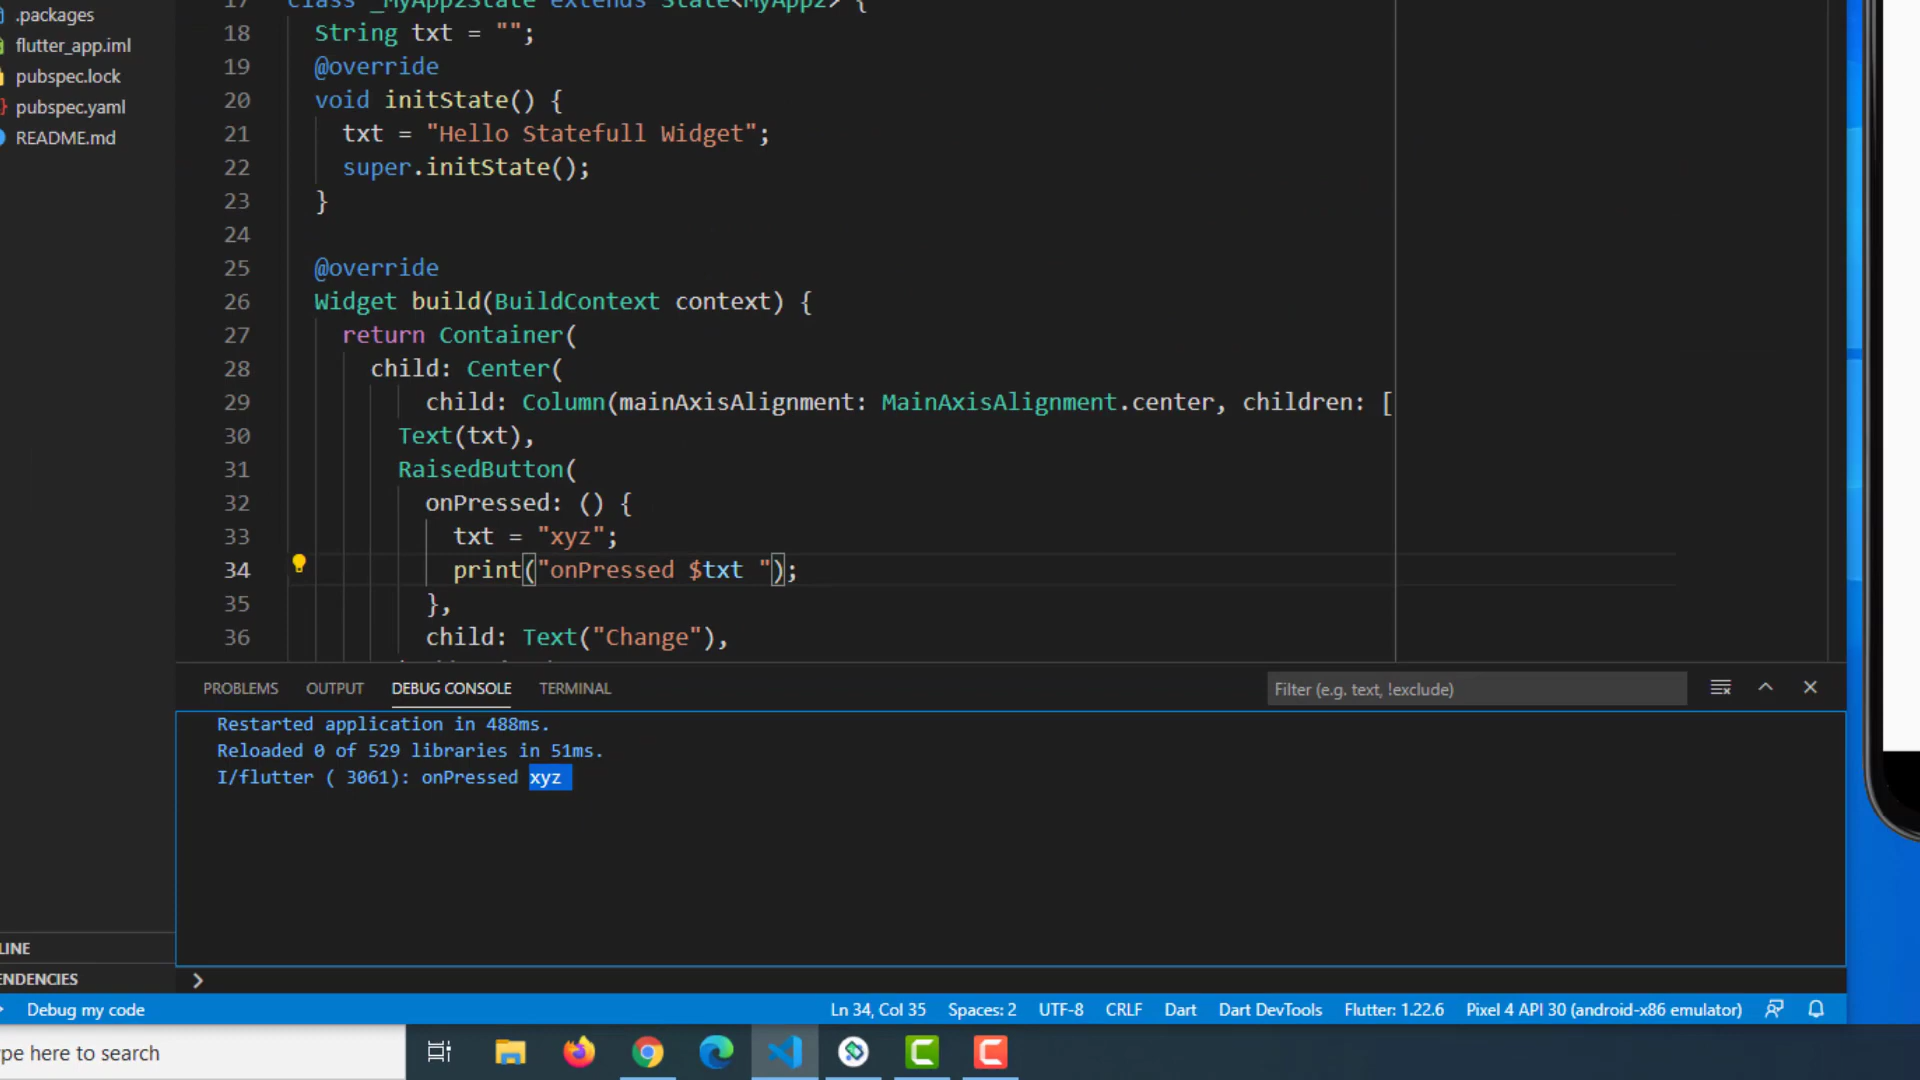 .packages
flutter_app.iml
pubspec.lock
pubspec.yaml
README.md
17 class _MyApp2State extends State<MyApp2> {
18 String txt = "";
19 @override
20 void initState() {
21 txt = "Hello Statefull Widget";
22 super.initState();
23 }
24
25 @override
26 Widget build(BuildContext context) {
27 return Container(
28 child: Center(
29 child: Column(mainAxisAlignment: MainAxisAlignment.center, children: [
30 Text(txt),
31 RaisedButton(
32 onPressed: () {
33 txt = "xyz";
34 print("onPressed $txt ");
35 },
36 child: Text("Change"),
PROBLEMS OUTPUT DEBUG CONSOLE TERMINAL Filter (e.g. text, !exclude)
Restarted application in 488ms.
Reloaded 0 of 529 libraries in 51ms.
I/flutter ( 3061): onPressed xyz
LINE
ENDENCIES
Debug my code Ln 34, Col 35 Spaces: 2 UTF-8 CRLF Dart Dart DevTools Flutter: 1.22.6 Pixel 4 API 30 (android-x86 emulator)
pe here to search